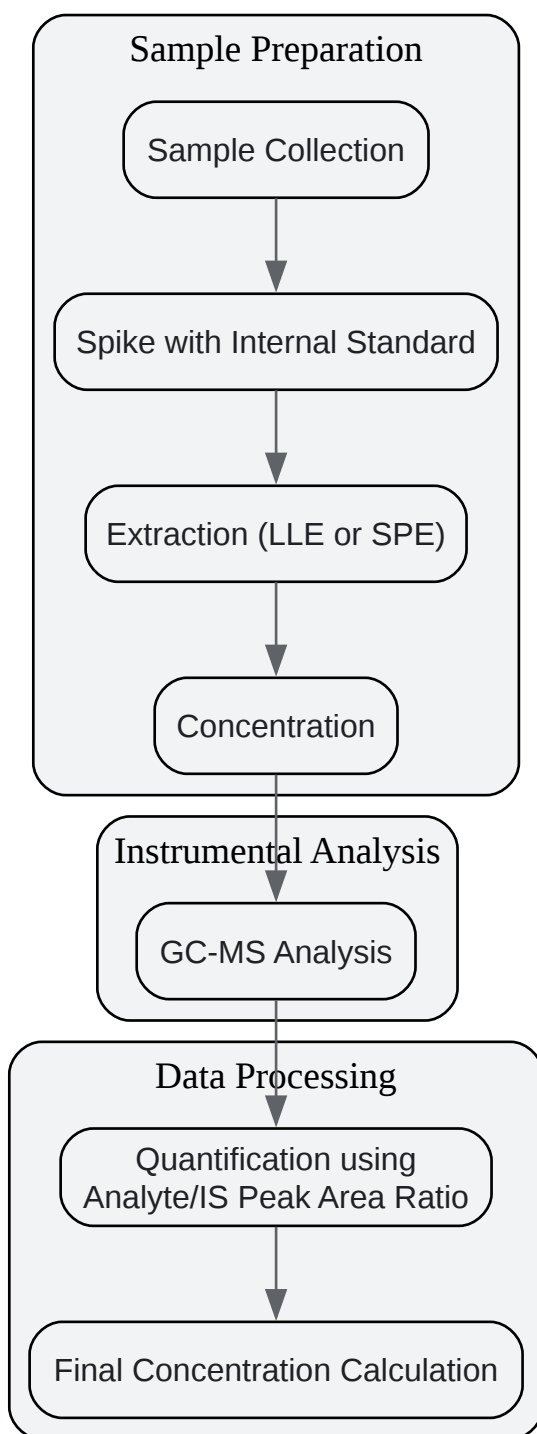 Sample Preparation
Sample Collection
Spike with Internal Standard
Extraction (LLE or SPE)
Concentration
Instrumental Analysis
GC-MS Analysis
Data Processing
Quantification using
Analyte/IS Peak Area Ratio
Final Concentration Calculation